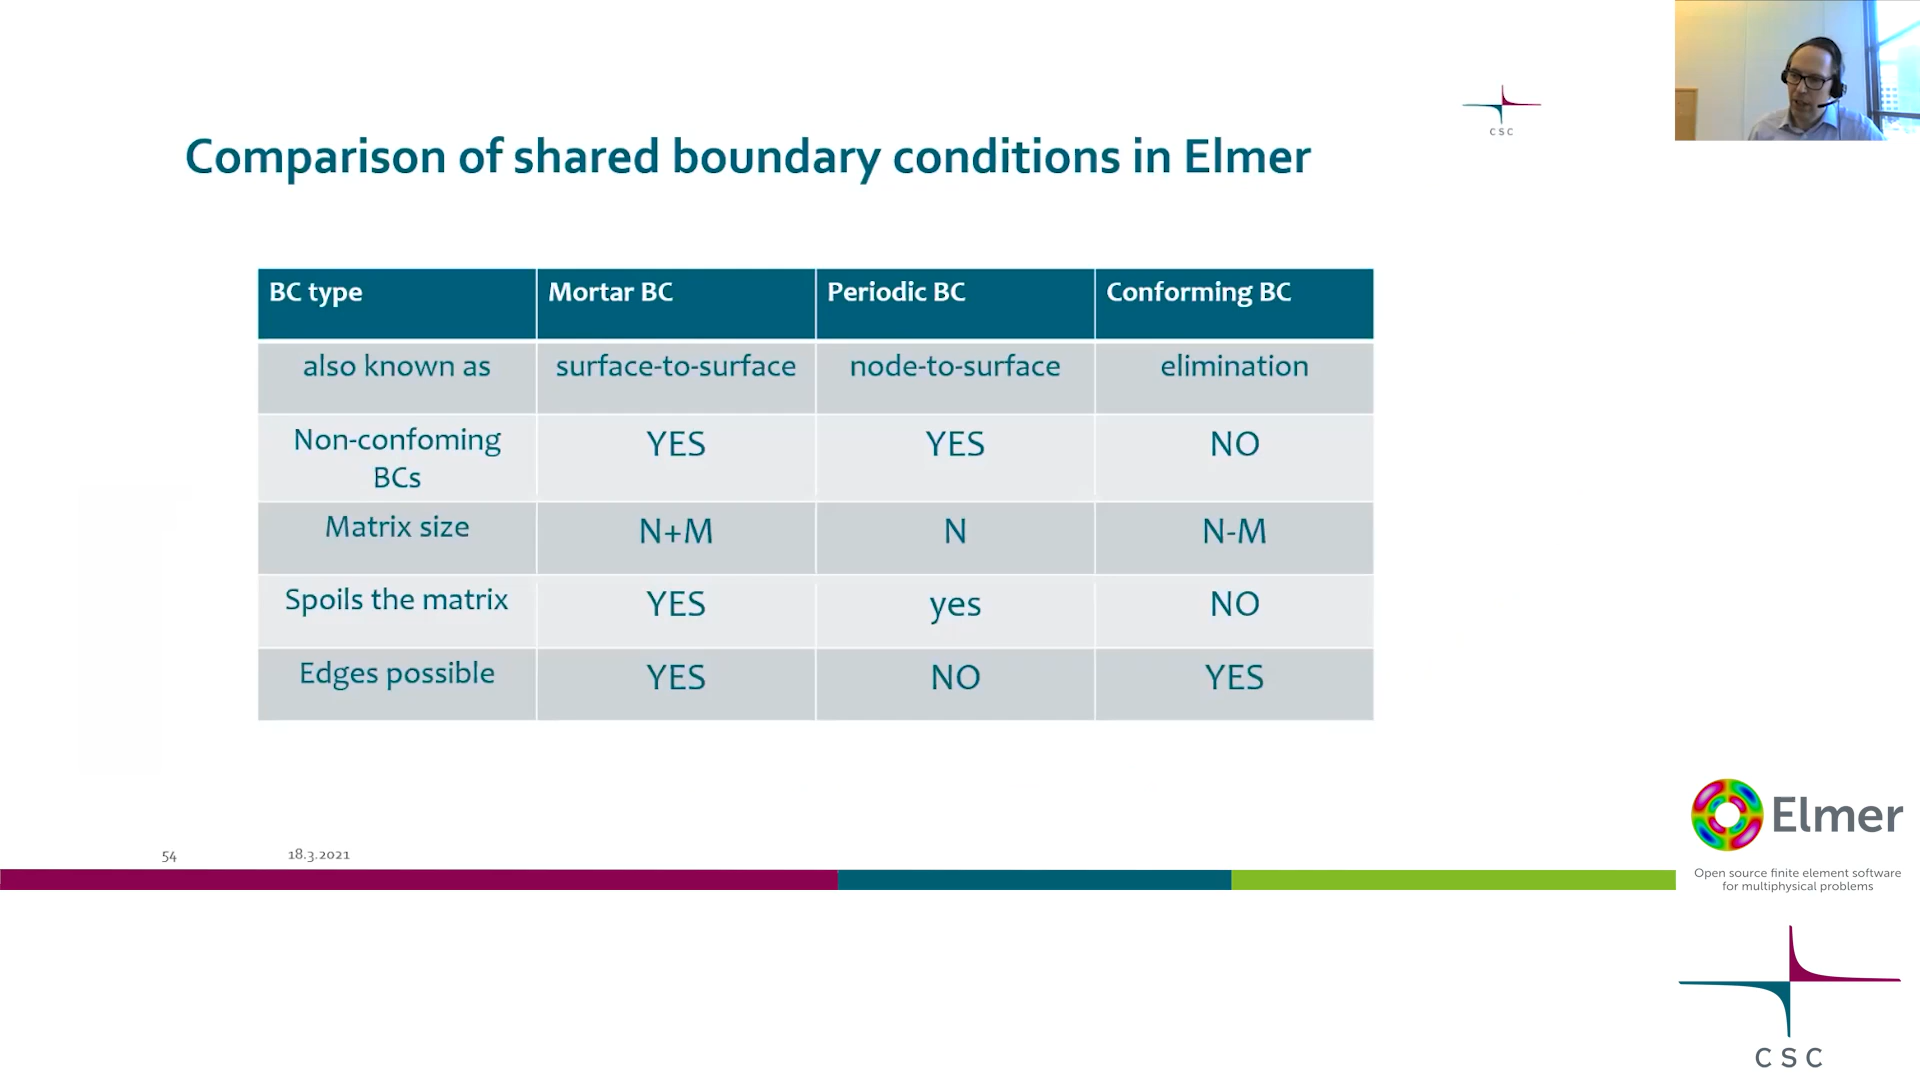 CSC
Comparison of shared boundary conditions in Elmer
BC type Mortar BC Periodic BC Conforming BC
also known as surface-to-surface node-to-surface elimination
Non-confoming
BCs YES YES NO
Matrix size N+M N N-M
Spoils the matrix YES yes NO
Edges possible YES NO YES
54 18.3.2021
Elmer
Open source finite element software
for multiphysical problems
CSC